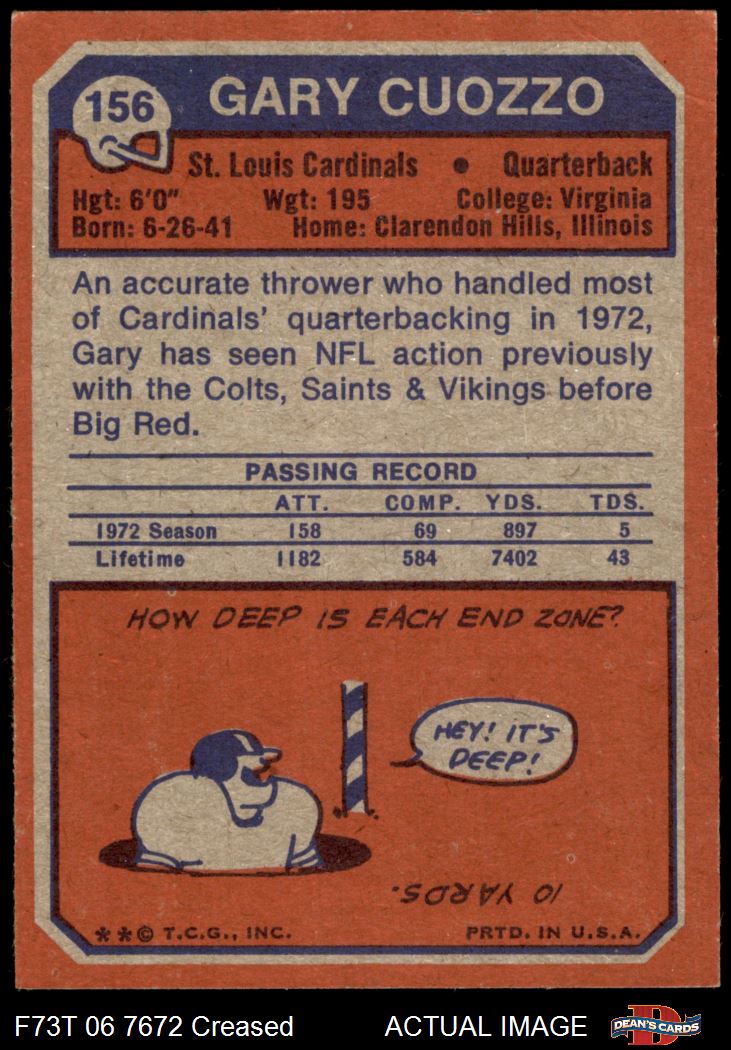 156
GARY CUOZZO
St. Louis Cardinals • Quarterback
Hgt: 6'0" Wgt: 195 College: Virginia
Born: 6-26-41 Home: Clarendon Hills, Illinois
An accurate thrower who handled most
of Cardinals' quarterbacking in 1972,
Gary has seen NFL action previously
with the Colts, Saints & Vikings before
Big Red.
PASSING RECORD
ATT. COMP. YDS. TDS.
1972 Season 158 69 897 5
Lifetime 1182 584 7402 43
HOW DEEP IS EACH END ZONE?
HEY! IT'S
DEEP!
10 YARDS.
**© T.C.G., INC. PRTD. IN U.S.A.
F73T 06 7672 Creased ACTUAL IMAGE
D
DEAN'S CARDS